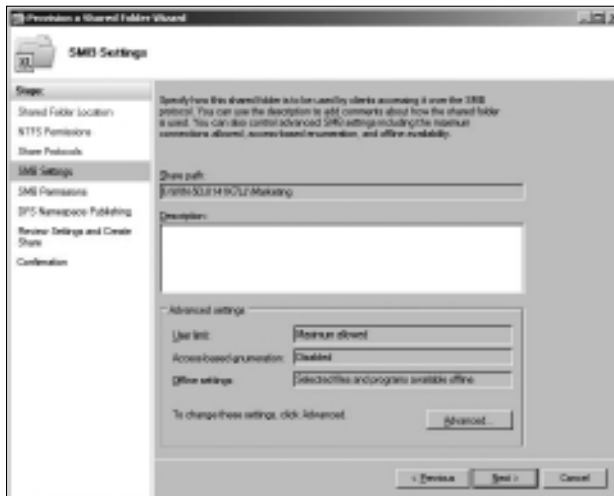 Provision a Shared Folder Wizard
SMB Settings
Steps:
Shared Folder Location
NTFS Permissions
Share Protocols
SMB Settings
SMB Permissions
DFS Namespace Publishing
Review Settings and Create
Share
Confirmation
Specify how this shared folder is to be used by clients accessing it over the SMB
protocol. You can use the description to add comments about how the shared folder
is used. You can also control advanced SMB settings including the maximum
connections allowed, access-based enumeration, and offline availability.
Share path:
Description:
Advanced settings
User limit:
Maximum allowed
Access-based enumeration:
Disabled
Offline settings:
Selected files and programs available offline
To change these settings, click Advanced.
Advanced...
< Previous
Next >
Cancel